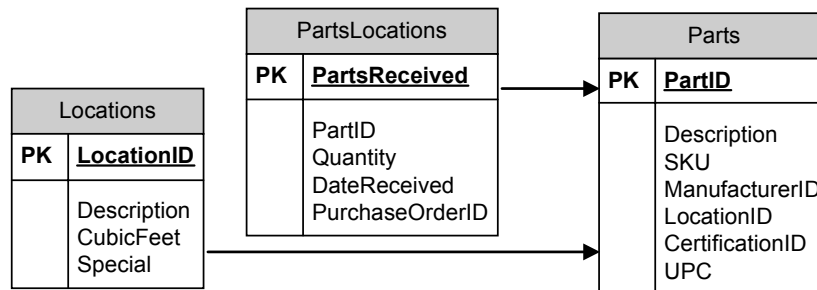 Locations
PK LocationID
Description
CubicFeet
Special
PartsLocations
PK PartsReceived
PartID
Quantity
DateReceived
PurchaseOrderID
Parts
PK PartID
Description
SKU
ManufacturerID
LocationID
CertificationID
UPC